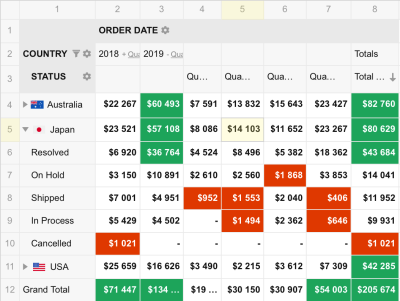 1 2 3 4 5 6 7 8
1 ORDER DATE
2 COUNTRY 2018 + Qu 2019 - Qu Totals
3 STATUS Qua... Qua... Qua... Qua... Total ...
4 Australia $22 267 $60 493 $7 591 $13 832 $15 643 $23 427 $82 760
5 Japan $23 521 $57 108 $8 086 $14 103 $11 652 $23 267 $80 629
6 Resolved $6 920 $36 764 $4 524 $8 496 $5 382 $18 362 $43 684
7 On Hold $3 150 $10 891 $2 610 $2 560 $1 868 $3 853 $14 041
8 Shipped $7 001 $4 951 $952 $1 553 $2 040 $406 $11 952
9 In Process $5 429 $4 502 - $1 494 $2 362 $646 $9 931
10 Cancelled $1 021 - - - - - $1 021
11 USA $25 659 $16 626 $3 490 $2 215 $3 612 $7 309 $42 285
12 Grand Total $71 447 $134 ... $19 ... $30 150 $30 907 $54 003 $205 674